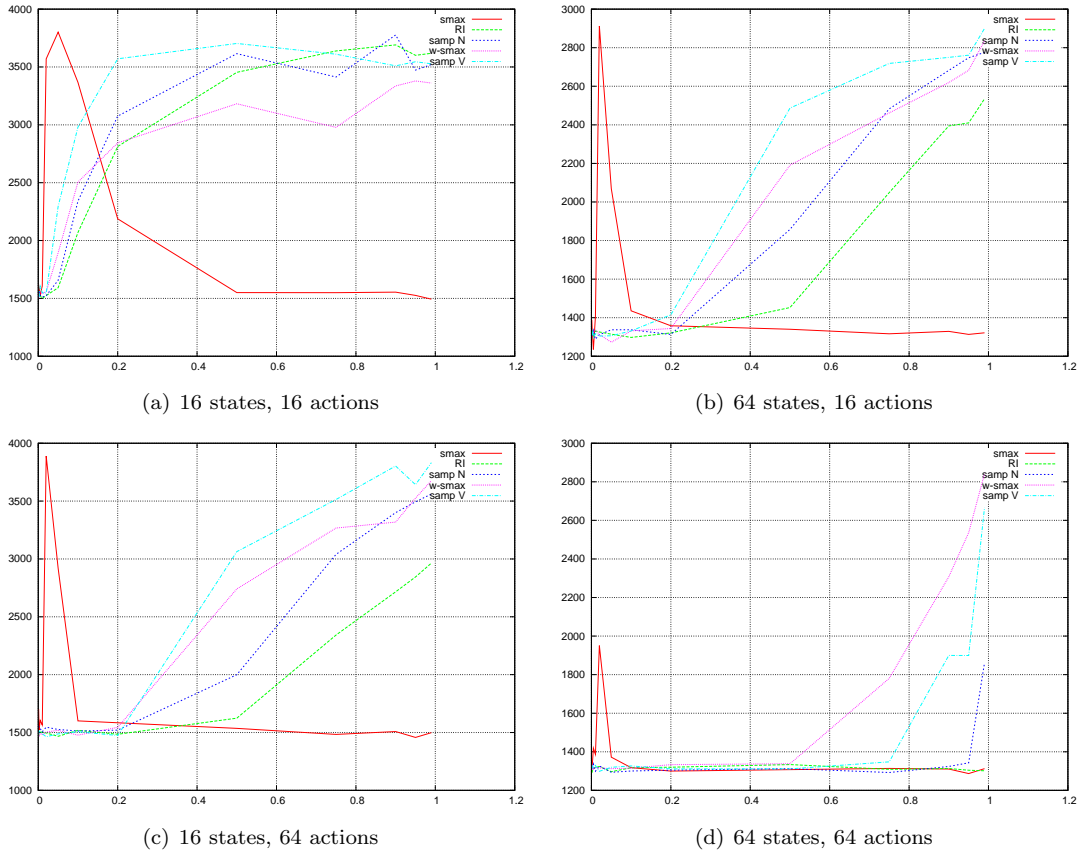 4000
3500
3000
2500
2000
1500
1000
0 0.2 0.4 0.6 0.8 1 1.2
smax
RI
samp N
w-smax
samp V
(a) 16 states, 16 actions
3000
2800
2600
2400
2200
2000
1800
1600
1400
1200
0 0.2 0.4 0.6 0.8 1 1.2
smax
RI
samp N
w-smax
samp V
(b) 64 states, 16 actions
4000
3500
3000
2500
2000
1500
1000
0 0.2 0.4 0.6 0.8 1 1.2
smax
RI
samp N
w-smax
samp V
(c) 16 states, 64 actions
3000
2800
2600
2400
2200
2000
1800
1600
1400
1200
0 0.2 0.4 0.6 0.8 1 1.2
smax
RI
samp N
w-smax
samp V
(d) 64 states, 64 actions